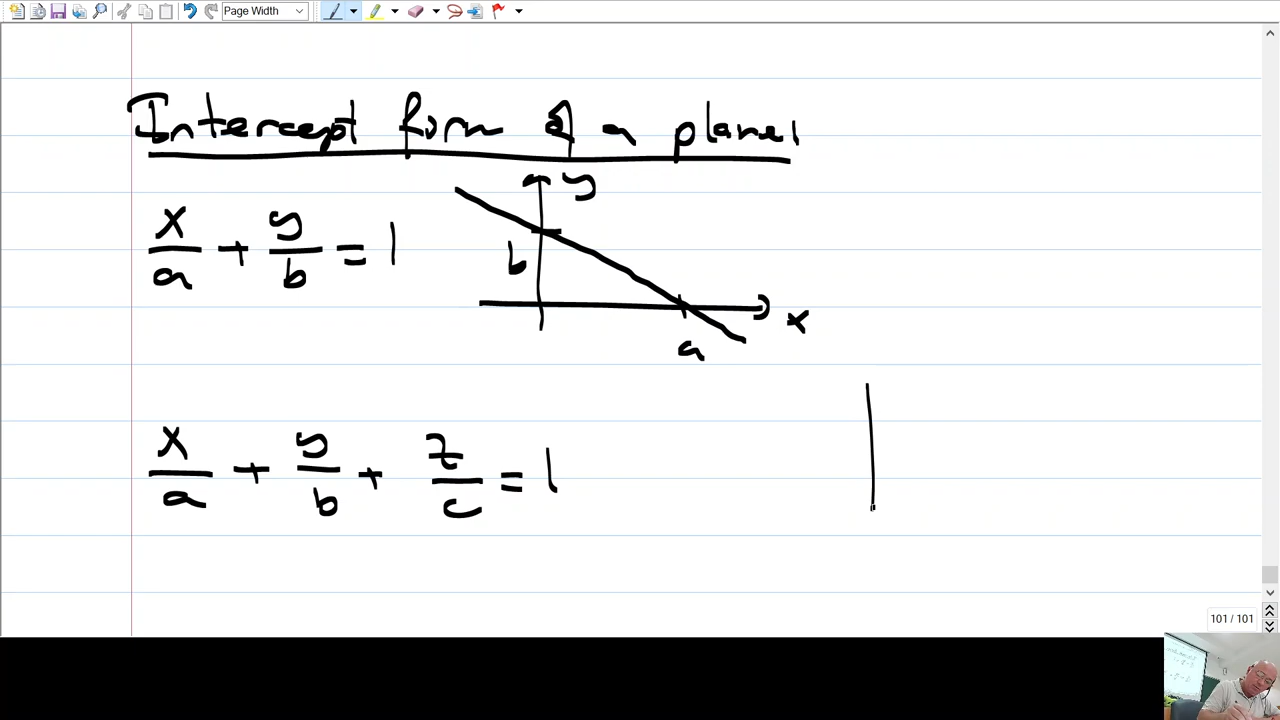 Page Width
Intercept form of a plane
x/a + y/b = 1
y
b
x
a
x/a + y/b + z/c = 1
101 / 101